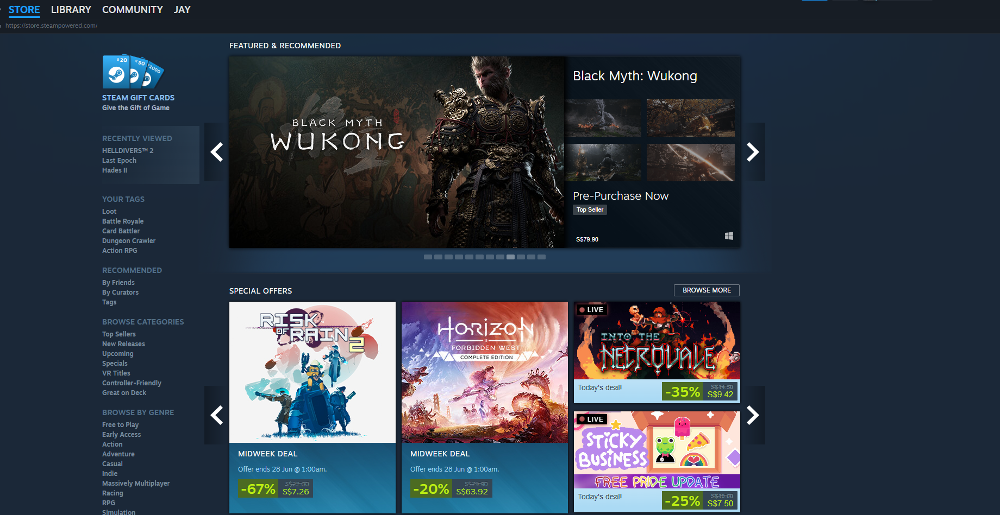 STORE LIBRARY COMMUNITY JAY
https://store.steampowered.com/
$20 €50 1000
STEAM GIFT CARDS
Give the Gift of Game
RECENTLY VIEWED
HELLDIVERS™ 2
Last Epoch
Hades II
YOUR TAGS
Loot
Battle Royale
Card Battler
Dungeon Crawler
Action RPG
RECOMMENDED
By Friends
By Curators
Tags
BROWSE CATEGORIES
Top Sellers
New Releases
Upcoming
Specials
VR Titles
Controller-Friendly
Great on Deck
BROWSE BY GENRE
Free to Play
Early Access
Action
Adventure
Casual
Indie
Massively Multiplayer
Racing
RPG
Simulation
FEATURED & RECOMMENDED
BLACK MYTH
WUKONG
Black Myth: Wukong
Pre-Purchase Now
Top Seller
S$79.90
SPECIAL OFFERS
BROWSE MORE
RISK
OF RAIN
2
MIDWEEK DEAL
Offer ends 28 Jun @ 1:00am.
-67% S$22.00
S$7.26
HORIZON
II
FORBIDDEN WEST
COMPLETE EDITION
MIDWEEK DEAL
Offer ends 28 Jun @ 1:00am.
-20% S$79.90
S$63.92
LIVE
INTO THE
NECROVALE
Today's deal!
-35% S$14.50
S$9.42
LIVE
STICKY
BUSINESS
FREE PRIDE UPDATE
Today's deal!
-25% S$10.00
S$7.50